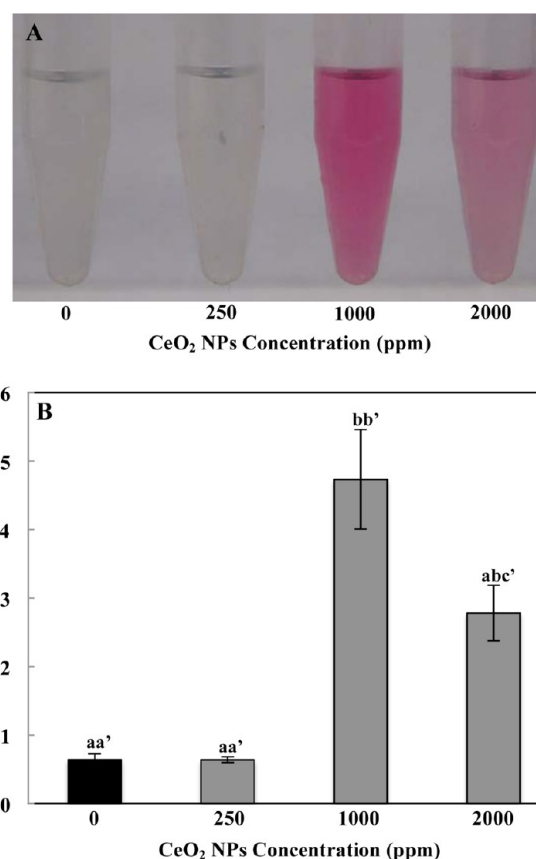 A
0 250 1000 2000
CeO₂ NPs Concentration (ppm)
B
6
5
4
3
2
1
0
aa’ aa’ bb’ abc’
0 250 1000 2000
CeO₂ NPs Concentration (ppm)